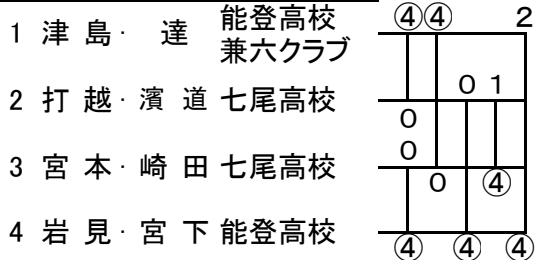 1 津島・達 能登高校
兼六クラブ
④④ 2
2 打越・濱道 七尾高校
0 1
0
0
3 宮本・崎田 七尾高校
0 ④
4 岩見・宮下 能登高校
④ ④ ④